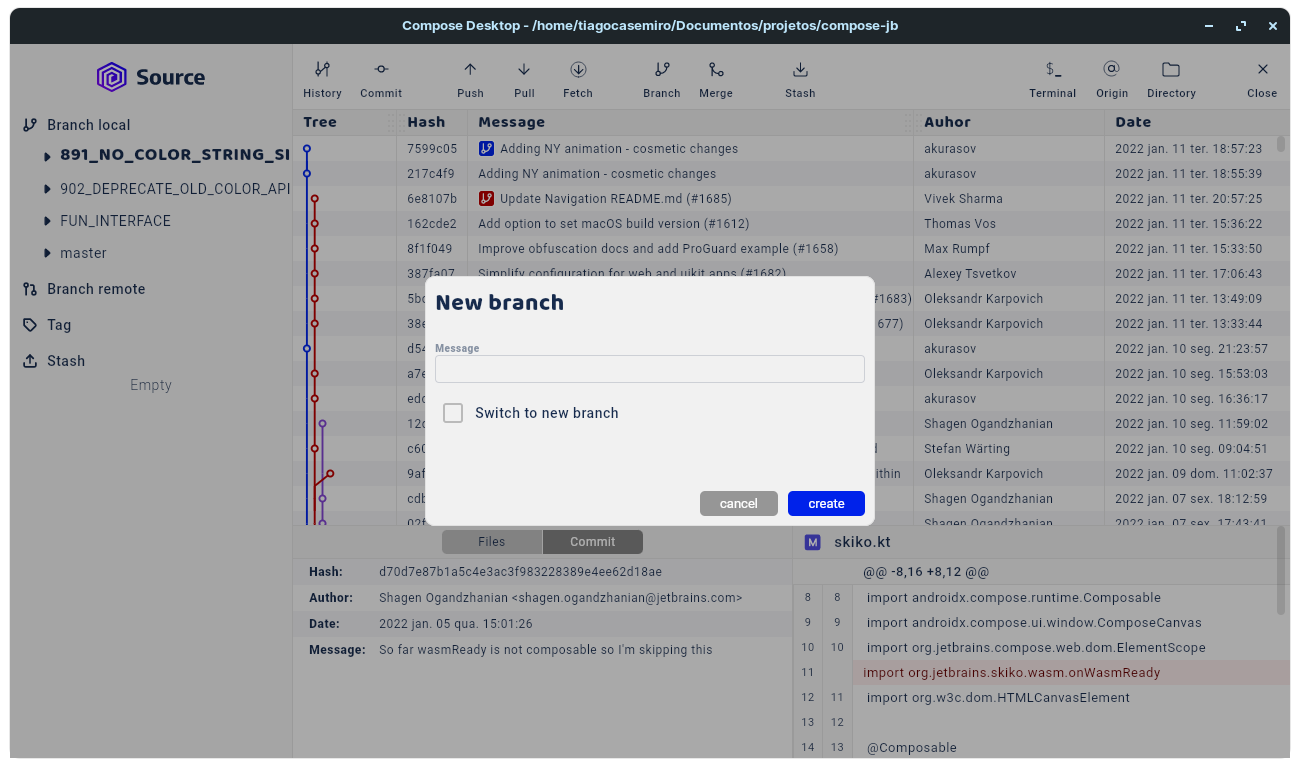 Compose Desktop - /home/tiagocasemiro/Documentos/projetos/compose-jb
Source
History Commit Push Pull Fetch Branch Merge Stash Terminal Origin Directory Close
Branch local
891_NO_COLOR_STRING_SI
902_DEPRECATE_OLD_COLOR_API
FUN_INTERFACE
master
Branch remote
Tag
Stash
Empty
Tree Hash Message Auhor Date
7599c05 Adding NY animation - cosmetic changes akurasov 2022 jan. 11 ter. 18:57:23
217c4f9 Adding NY animation - cosmetic changes akurasov 2022 jan. 11 ter. 18:55:39
6e8107b Update Navigation README.md (#1685) Vivek Sharma 2022 jan. 11 ter. 20:57:25
162cde2 Add option to set macOS build version (#1612) Thomas Vos 2022 jan. 11 ter. 15:36:22
8f1f049 Improve obfuscation docs and add ProGuard example (#1658) Max Rumpf 2022 jan. 11 ter. 15:33:50
387fa07 Simplify configuration for web and uikit apps (#1682) Alexey Tsvetkov 2022 jan. 11 ter. 17:06:43
#1683) Oleksandr Karpovich 2022 jan. 11 ter. 13:49:09
677) Oleksandr Karpovich 2022 jan. 11 ter. 13:33:44
d54 akurasov 2022 jan. 10 seg. 21:23:57
a7e Oleksandr Karpovich 2022 jan. 10 seg. 15:53:03
akurasov 2022 jan. 10 seg. 16:36:17
Shagen Ogandzhanian 2022 jan. 10 seg. 11:59:02
c60 Stefan Wärting 2022 jan. 10 seg. 09:04:51
9af ithin Oleksandr Karpovich 2022 jan. 09 dom. 11:02:37
cdb Shagen Ogandzhanian 2022 jan. 07 sex. 18:12:59
Shagen Ogandzhanian 2022 jan. 07 sex. 17:43:41
New branch
Message
Switch to new branch
cancel create
Files Commit
Hash: d70d7e87b1a5c4e3ac3f983228389e4ee62d18ae
Author: Shagen Ogandzhanian <shagen.ogandzhanian@jetbrains.com>
Date: 2022 jan. 05 qua. 15:01:26
Message: So far wasmReady is not composable so I'm skipping this
M skiko.kt
@@ -8,16 +8,12 @@
8 8 import androidx.compose.runtime.Composable
9 9 import androidx.compose.ui.window.ComposeCanvas
10 10 import org.jetbrains.compose.web.dom.ElementScope
11 import org.jetbrains.skiko.wasm.onWasmReady
12 11 import org.w3c.dom.HTMLCanvasElement
13 12
14 13 @Composable